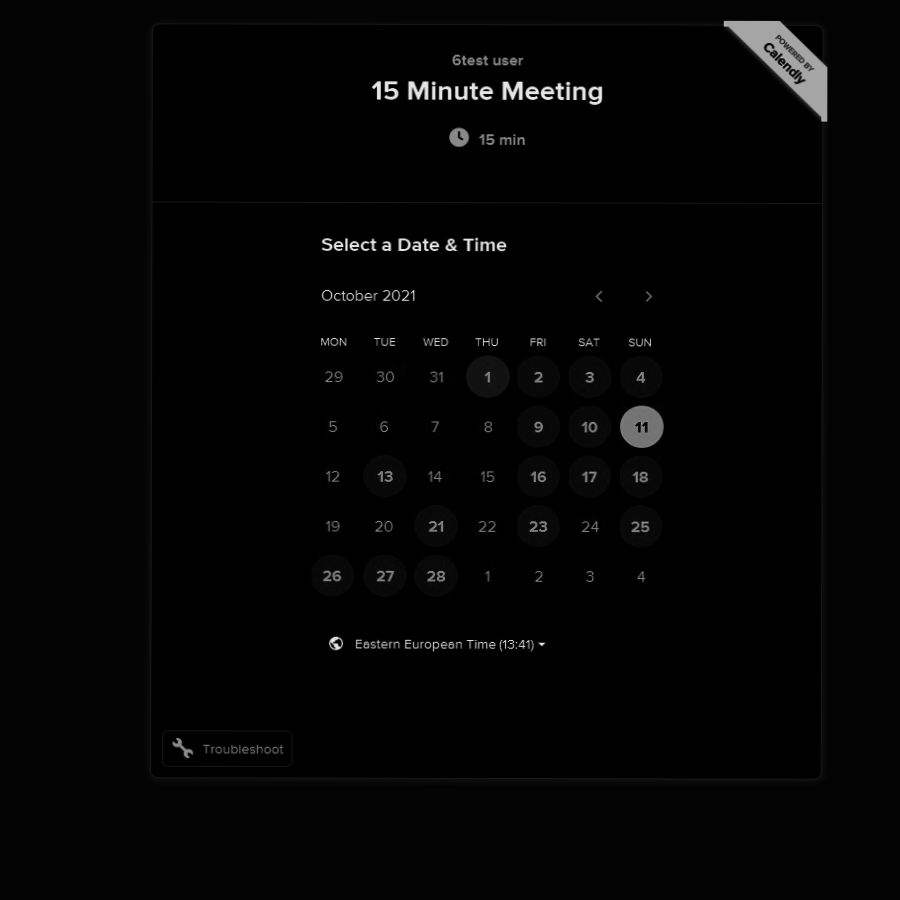 POWERED BY
Calendly
6test user
15 Minute Meeting
15 min
Select a Date & Time
October 2021
MON TUE WED THU FRI SAT SUN
29 30 31 1 2 3 4
5 6 7 8 9 10 11
12 13 14 15 16 17 18
19 20 21 22 23 24 25
26 27 28 1 2 3 4
Eastern European Time (13:41)
Troubleshoot